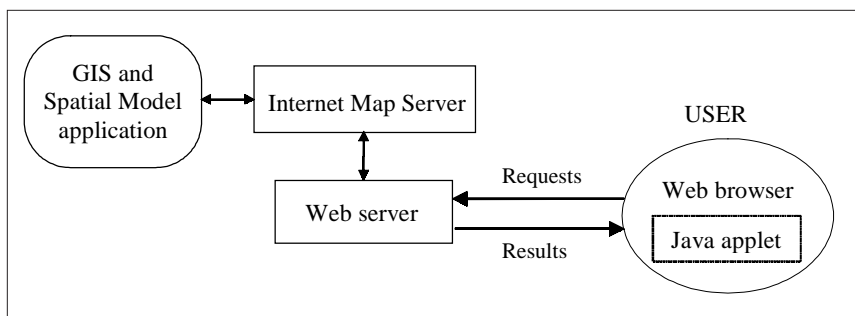 GIS and
Spatial Model
application
Internet Map Server
Web server
Requests
Results
USER
Web browser
Java applet